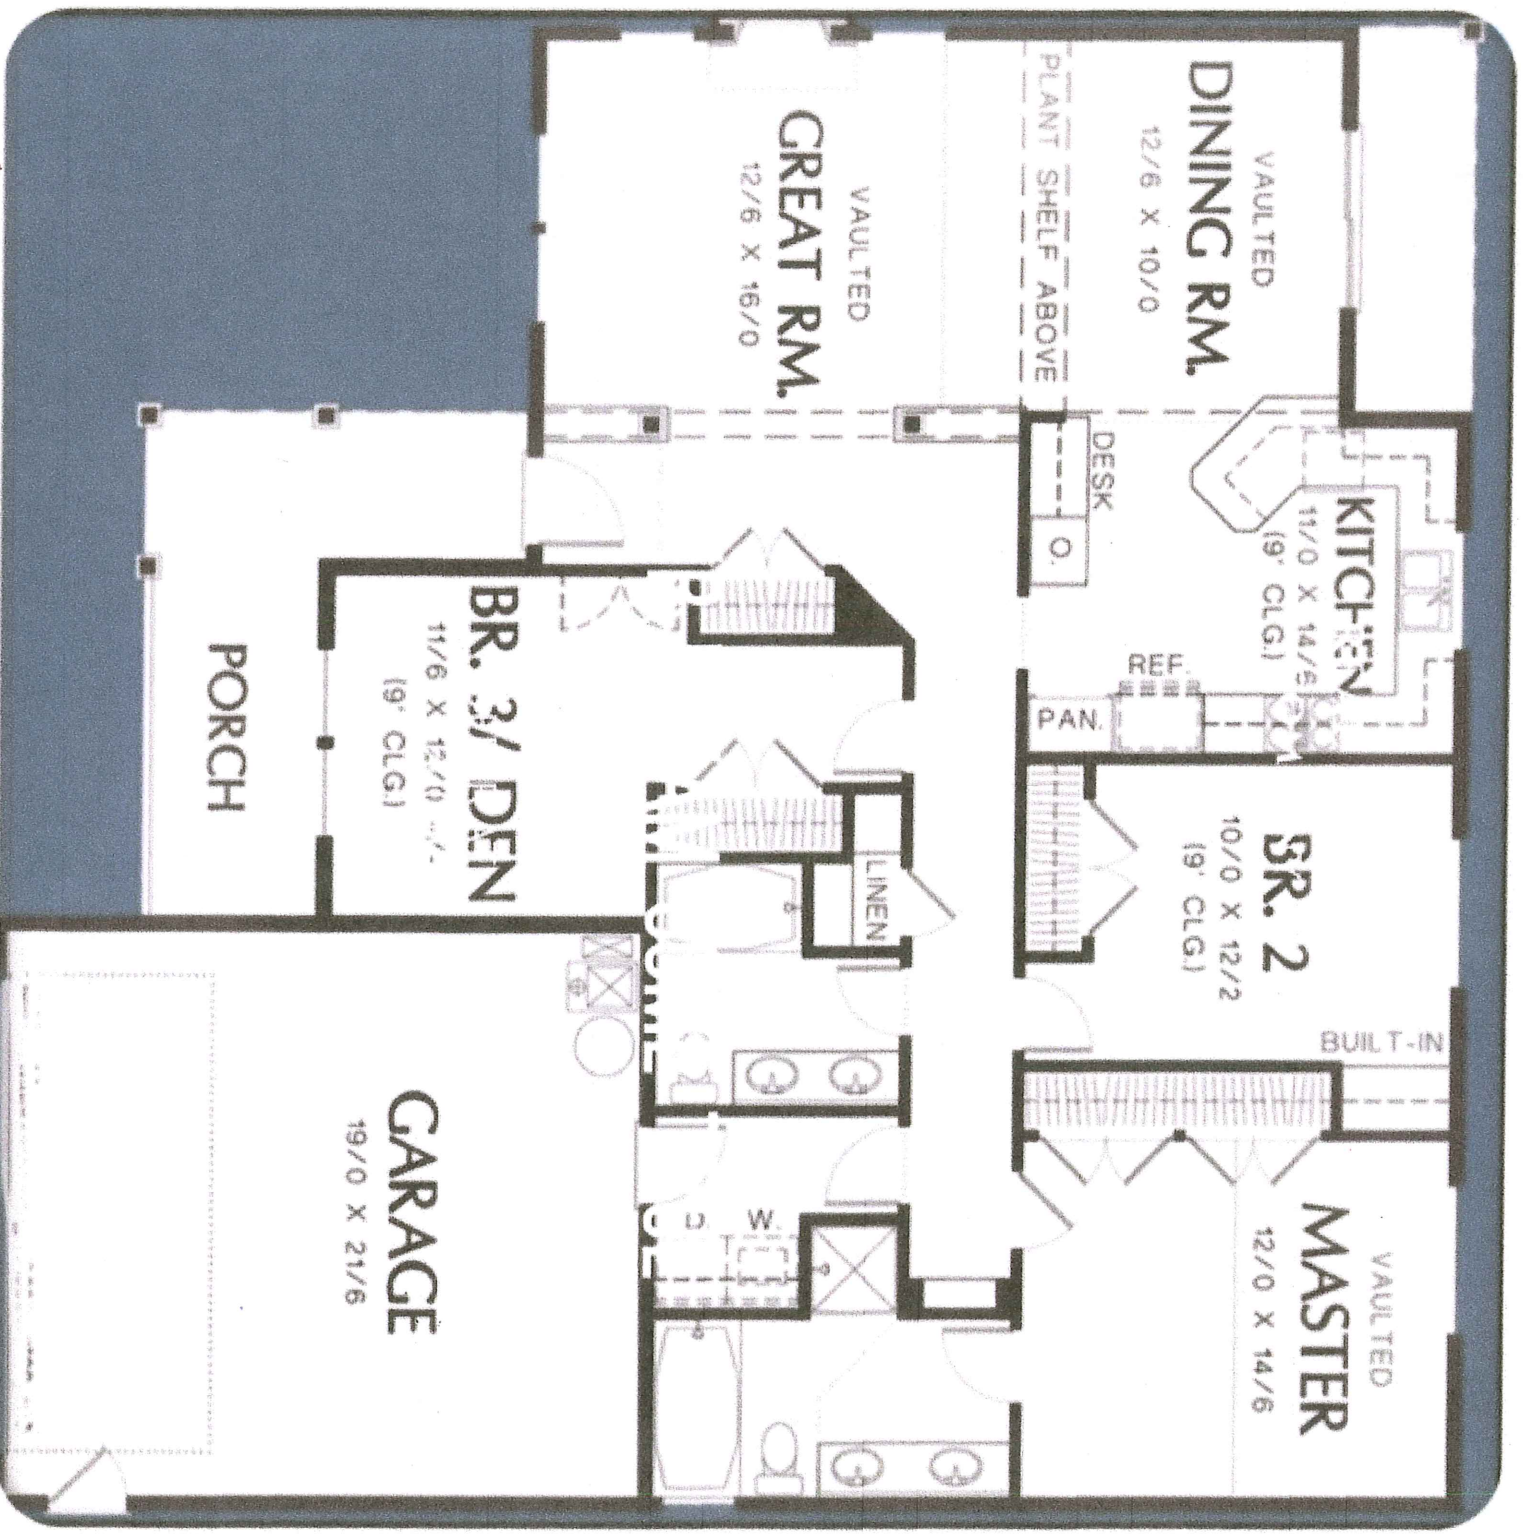 VAULTED
DINING RM.
12/6 X 10/0
PLANT SHELF ABOVE
VAULTED
GREAT RM.
12/6 X 16/0
KITCHEN
11/0 X 14/6
(9' CLG.)
DESK
O.
REF.
PAN.
BUILT-IN
BR. 2
10/0 X 12/2
(9' CLG.)
VAULTED
MASTER
12/0 X 14/6
LINEN
W.
D.
BR. 3/ DEN
11/6 X 12/0 +/-
(9' CLG.)
PORCH
GARAGE
19/0 X 21/6